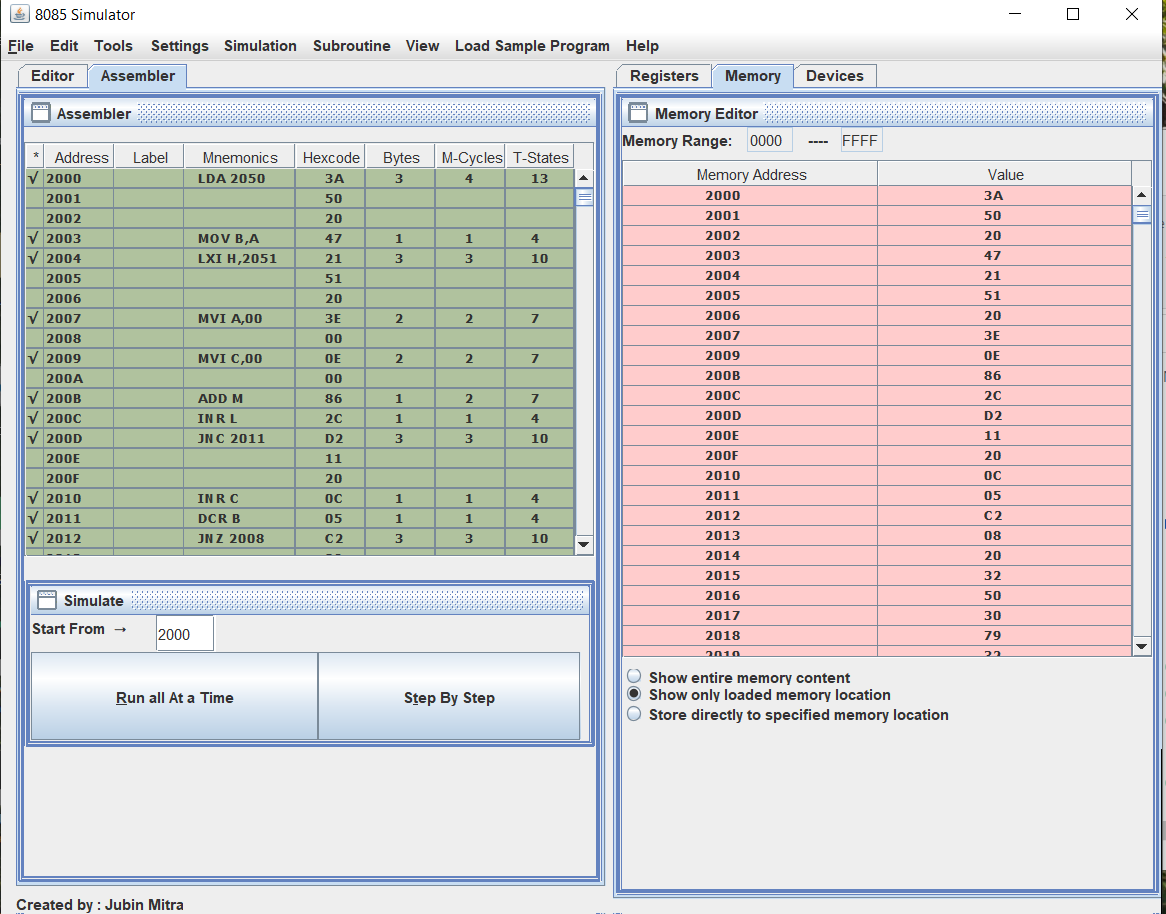 8085 Simulator
File Edit Tools Settings Simulation Subroutine View Load Sample Program Help
Editor Assembler
Assembler
* Address Label Mnemonics Hexcode Bytes M-Cycles T-States
√ 2000 LDA 2050 3A 3 4 13
2001 50
2002 20
√ 2003 MOV B,A 47 1 1 4
√ 2004 LXI H,2051 21 3 3 10
2005 51
2006 20
√ 2007 MVI A,00 3E 2 2 7
2008 00
√ 2009 MVI C,00 0E 2 2 7
200A 00
√ 200B ADD M 86 1 2 7
√ 200C INR L 2C 1 1 4
√ 200D JNC 2011 D2 3 3 10
200E 11
200F 20
√ 2010 INR C 0C 1 1 4
√ 2011 DCR B 05 1 1 4
√ 2012 JNZ 2008 C2 3 3 10
Simulate
Start From → 2000
Run all At a Time Step By Step
Created by : Jubin Mitra
Registers Memory Devices
Memory Editor
Memory Range: 0000 ---- FFFF
Memory Address Value
2000 3A
2001 50
2002 20
2003 47
2004 21
2005 51
2006 20
2007 3E
2009 0E
200B 86
200C 2C
200D D2
200E 11
200F 20
2010 0C
2011 05
2012 C2
2013 08
2014 20
2015 32
2016 50
2017 30
2018 79
2019 32
Show entire memory content
Show only loaded memory location
Store directly to specified memory location